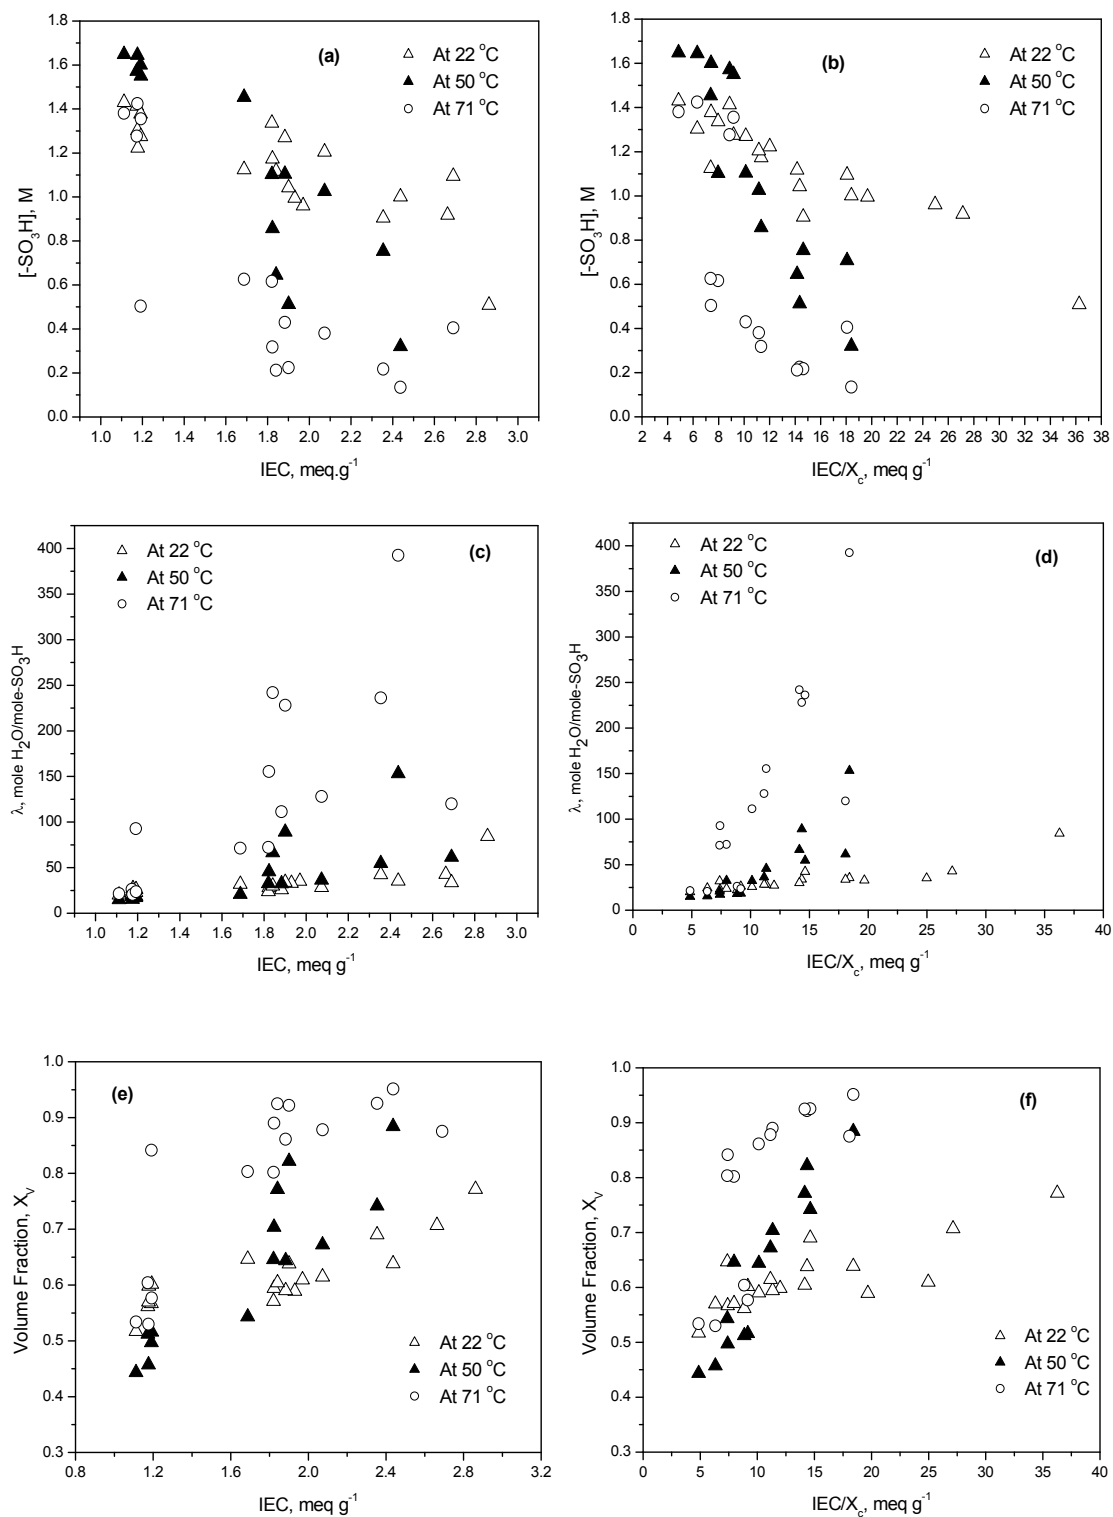 (a)
At 22 °C
At 50 °C
At 71 °C
[-SO3H], M
1.8
1.6
1.4
1.2
1.0
0.8
0.6
0.4
0.2
0.0
1.0 1.2 1.4 1.6 1.8 2.0 2.2 2.4 2.6 2.8 3.0
IEC, meq.g-1
(b)
At 22 °C
At 50 °C
At 71 °C
[-SO3H], M
1.8
1.6
1.4
1.2
1.0
0.8
0.6
0.4
0.2
0.0
2 4 6 8 10 12 14 16 18 20 22 24 26 28 30 32 34 36 38
IEC/Xc, meq g-1
At 22 °C
At 50 °C
At 71 °C
(c)
λ, mole H2O/mole-SO3H
400
350
300
250
200
150
100
50
0
1.0 1.2 1.4 1.6 1.8 2.0 2.2 2.4 2.6 2.8 3.0
IEC, meq g-1
At 22 °C
At 50 °C
At 71 °C
(d)
λ, mole H2O/mole-SO3H
400
350
300
250
200
150
100
50
0
0 5 10 15 20 25 30 35 40
IEC/Xc, meq g-1
(e)
At 22 °C
At 50 °C
At 71 °C
Volume Fraction, XV
1.0
0.9
0.8
0.7
0.6
0.5
0.4
0.3
0.8 1.2 1.6 2.0 2.4 2.8 3.2
IEC, meq g-1
(f)
At 22 °C
At 50 °C
At 71 °C
Volume Fraction, XV
1.0
0.9
0.8
0.7
0.6
0.5
0.4
0.3
0 5 10 15 20 25 30 35 40
IEC/Xc, meq g-1